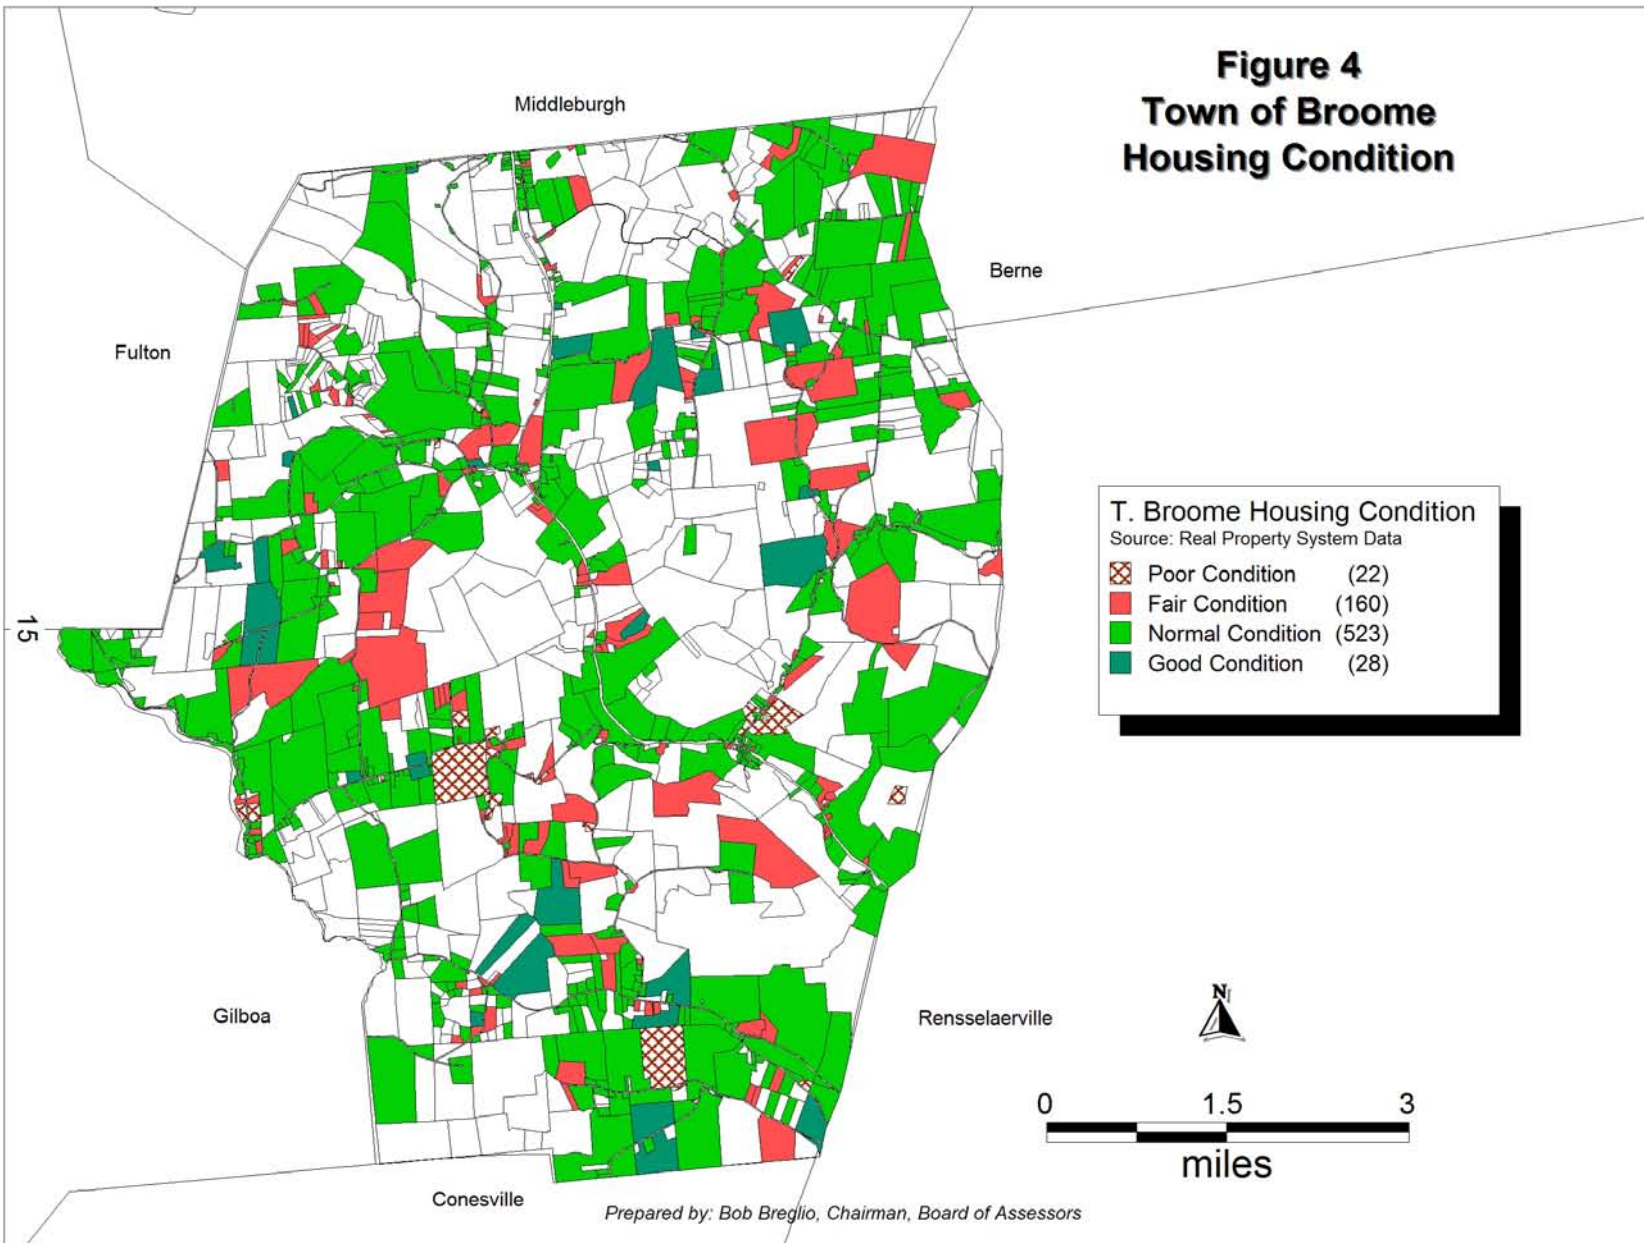 Figure 4
Town of Broome
Housing Condition
Middleburgh
Berne
Fulton
T. Broome Housing Condition
Source: Real Property System Data
Poor Condition (22)
Fair Condition (160)
Normal Condition (523)
Good Condition (28)
15
Gilboa
Rensselaerville
N
0 1.5 3
miles
Conesville
Prepared by: Bob Breglio, Chairman, Board of Assessors